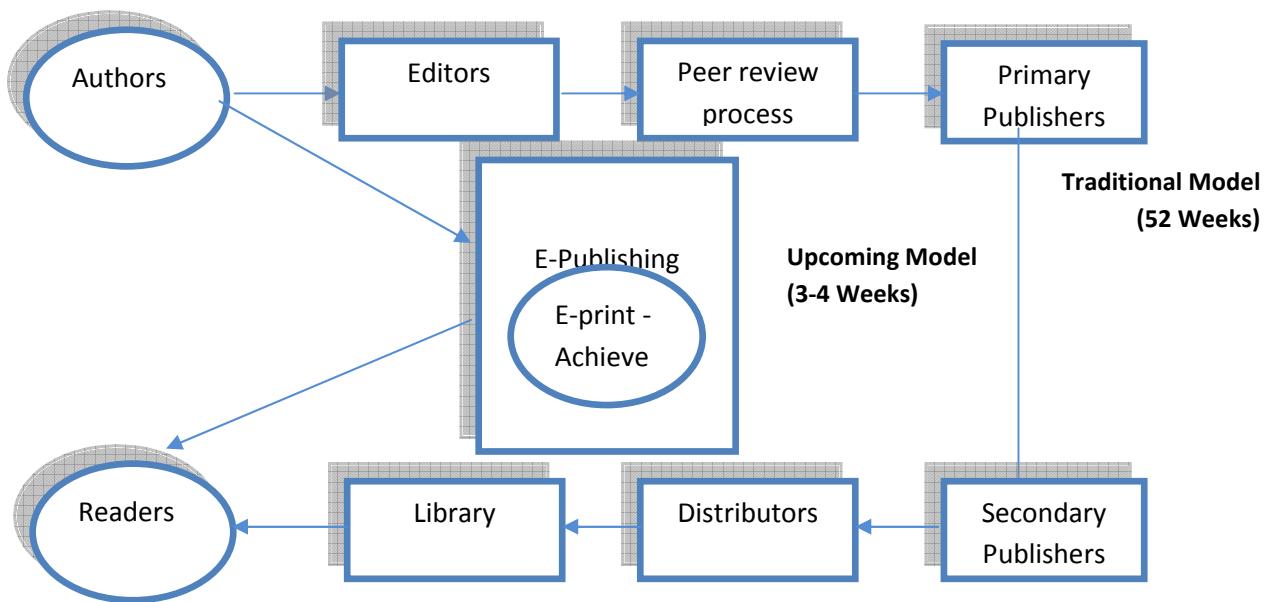 Authors
Editors
Peer review
process
Primary
Publishers
Traditional Model
(52 Weeks)
E-Publishing
Upcoming Model
(3-4 Weeks)
E-print -
Achieve
Readers
Library
Distributors
Secondary
Publishers